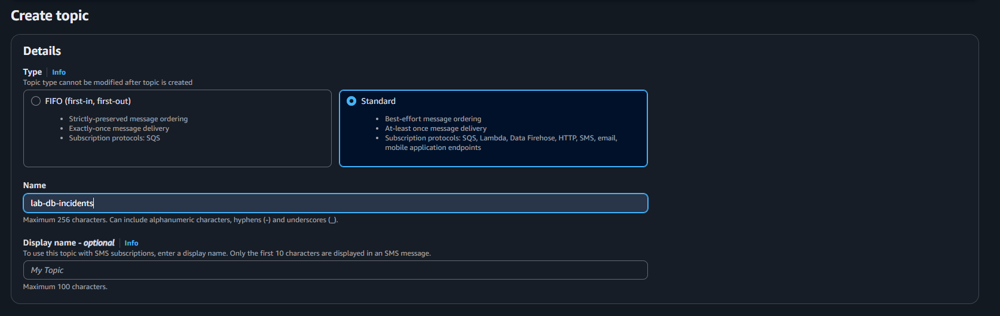 Create topic
Details
Type Info
Topic type cannot be modified after topic is created
FIFO (first-in, first-out)
• Strictly-preserved message ordering
• Exactly-once message delivery
• Subscription protocols: SQS
Standard
• Best-effort message ordering
• At-least once message delivery
• Subscription protocols: SQS, Lambda, Data Firehose, HTTP, SMS, email,
mobile application endpoints
Name
lab-db-incidents
Maximum 256 characters. Can include alphanumeric characters, hyphens (-) and underscores (_).
Display name - optional Info
To use this topic with SMS subscriptions, enter a display name. Only the first 10 characters are displayed in an SMS message.
My Topic
Maximum 100 characters.